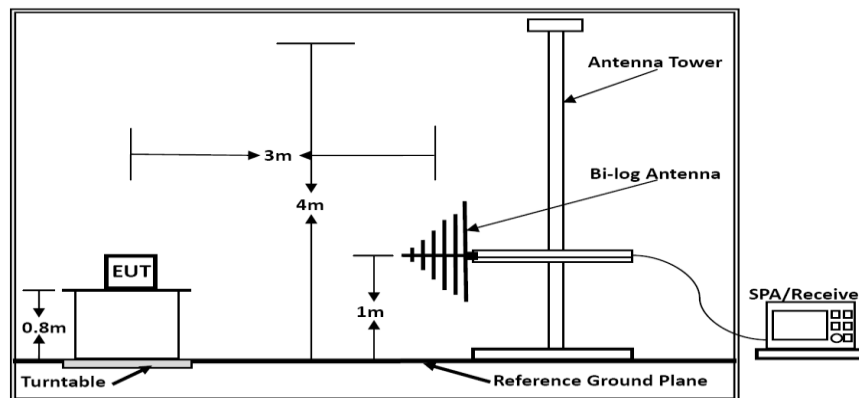 Antenna Tower
3m
Bi-log Antenna
4m
EUT
0.8m
1m
SPA/Receive
Turntable
Reference Ground Plane